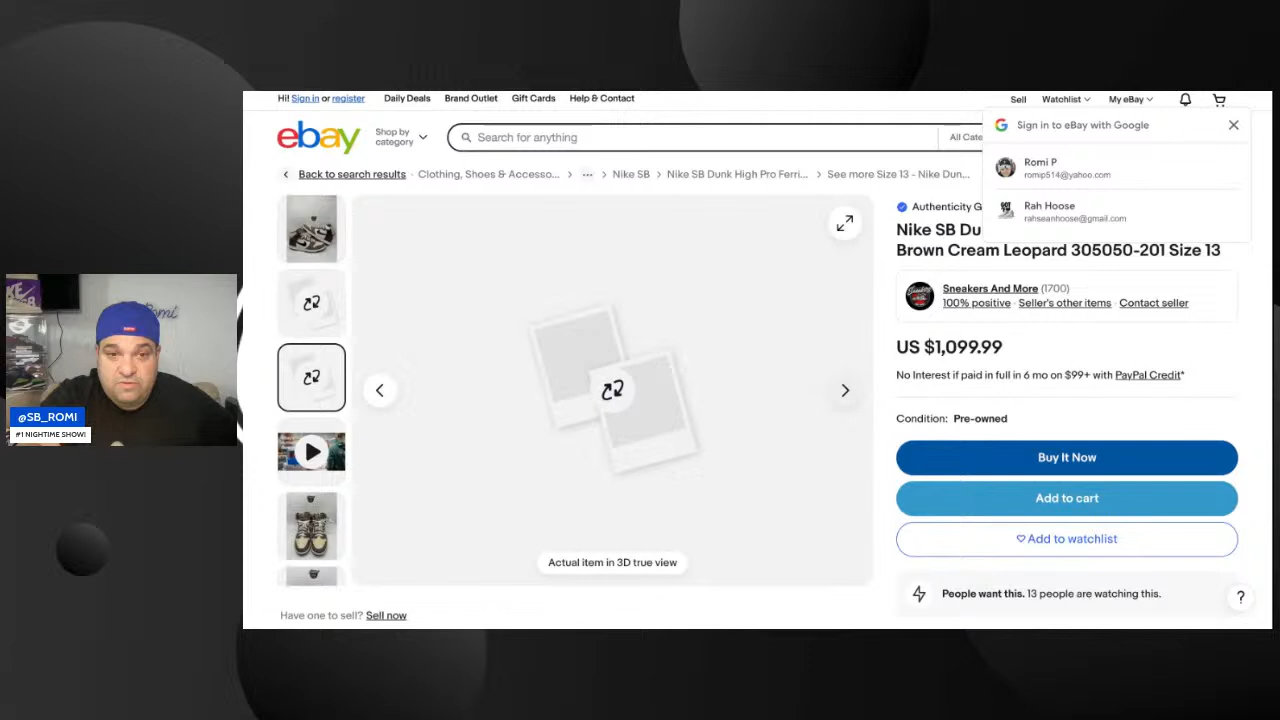 Hi! Sign in or register
Daily Deals
Brand Outlet
Gift Cards
Help & Contact
Sell
Watchlist
My eBay
ebay
Shop by
category
Search for anything
All Cate
Sign in to eBay with Google
Romi P
romip514@yahoo.com
Rah Hoose
rahseanhoose@gmail.com
Back to search results · Clothing, Shoes & Accesso... > ··· > Nike SB > Nike SB Dunk High Pro Ferri... > See more Size 13 - Nike Dun...
Authenticity G
Nike SB Du
Brown Cream Leopard 305050-201 Size 13
Sneakers And More (1700)
100% positive · Seller's other items · Contact seller
US $1,099.99
No Interest if paid in full in 6 mo on $99+ with PayPal Credit*
Condition: Pre-owned
Buy It Now
Add to cart
Add to watchlist
People want this. 13 people are watching this.
?
Actual item in 3D true view
Have one to sell? Sell now
@SB_ROMI
#1 NIGHTIME SHOW!